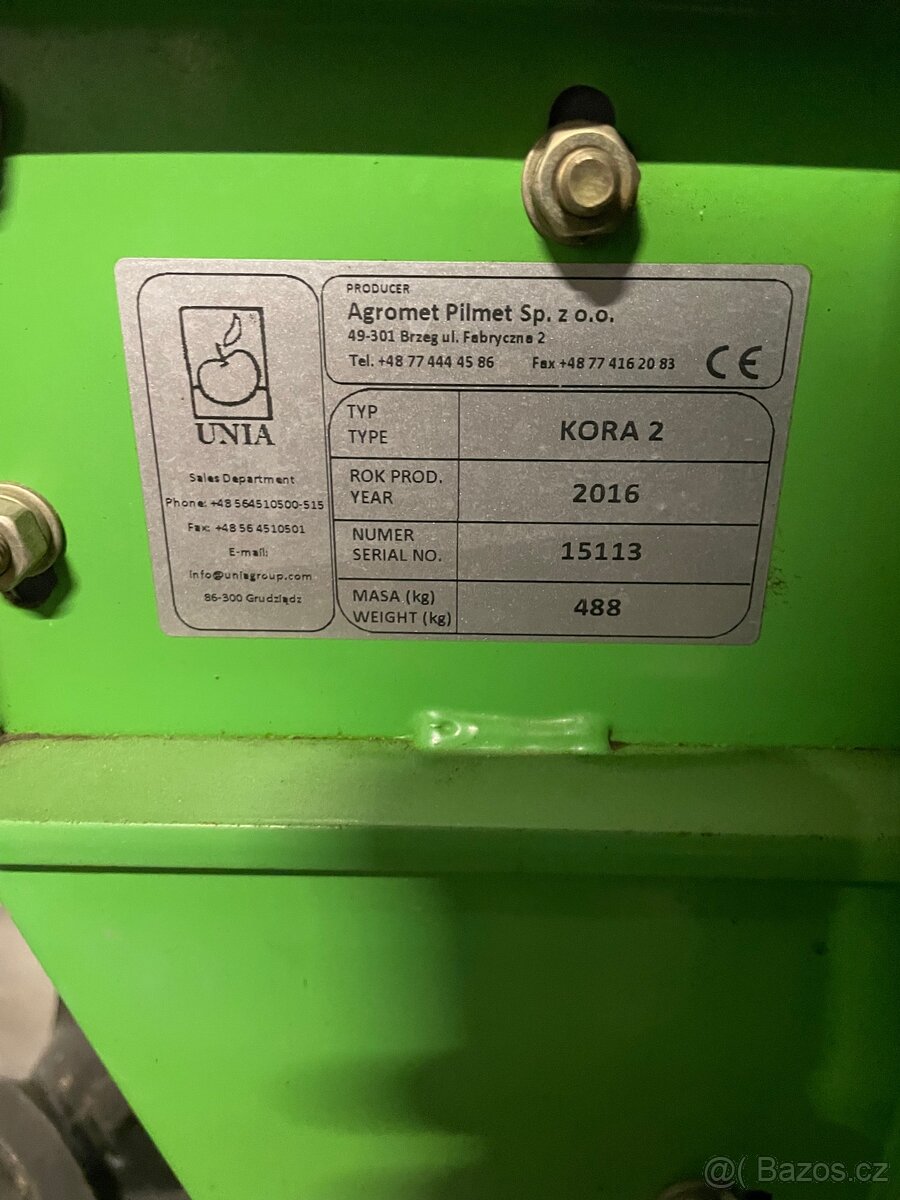 UNIA
Sales Department
Phone: +48 564510500-515
Fax: +48 56 4510501
E-mail:
info@uniagroup.com
86-300 Grudziądz
PRODUCER
Agromet Pilmet Sp. z o.o.
49-301 Brzeg ul. Fabryczna 2
Tel. +48 77 444 45 86 Fax +48 77 416 20 83
CE
TYP
TYPE
KORA 2
ROK PROD.
YEAR
2016
NUMER
SERIAL NO.
15113
MASA (kg)
WEIGHT (kg)
488
@( Bazos.cz